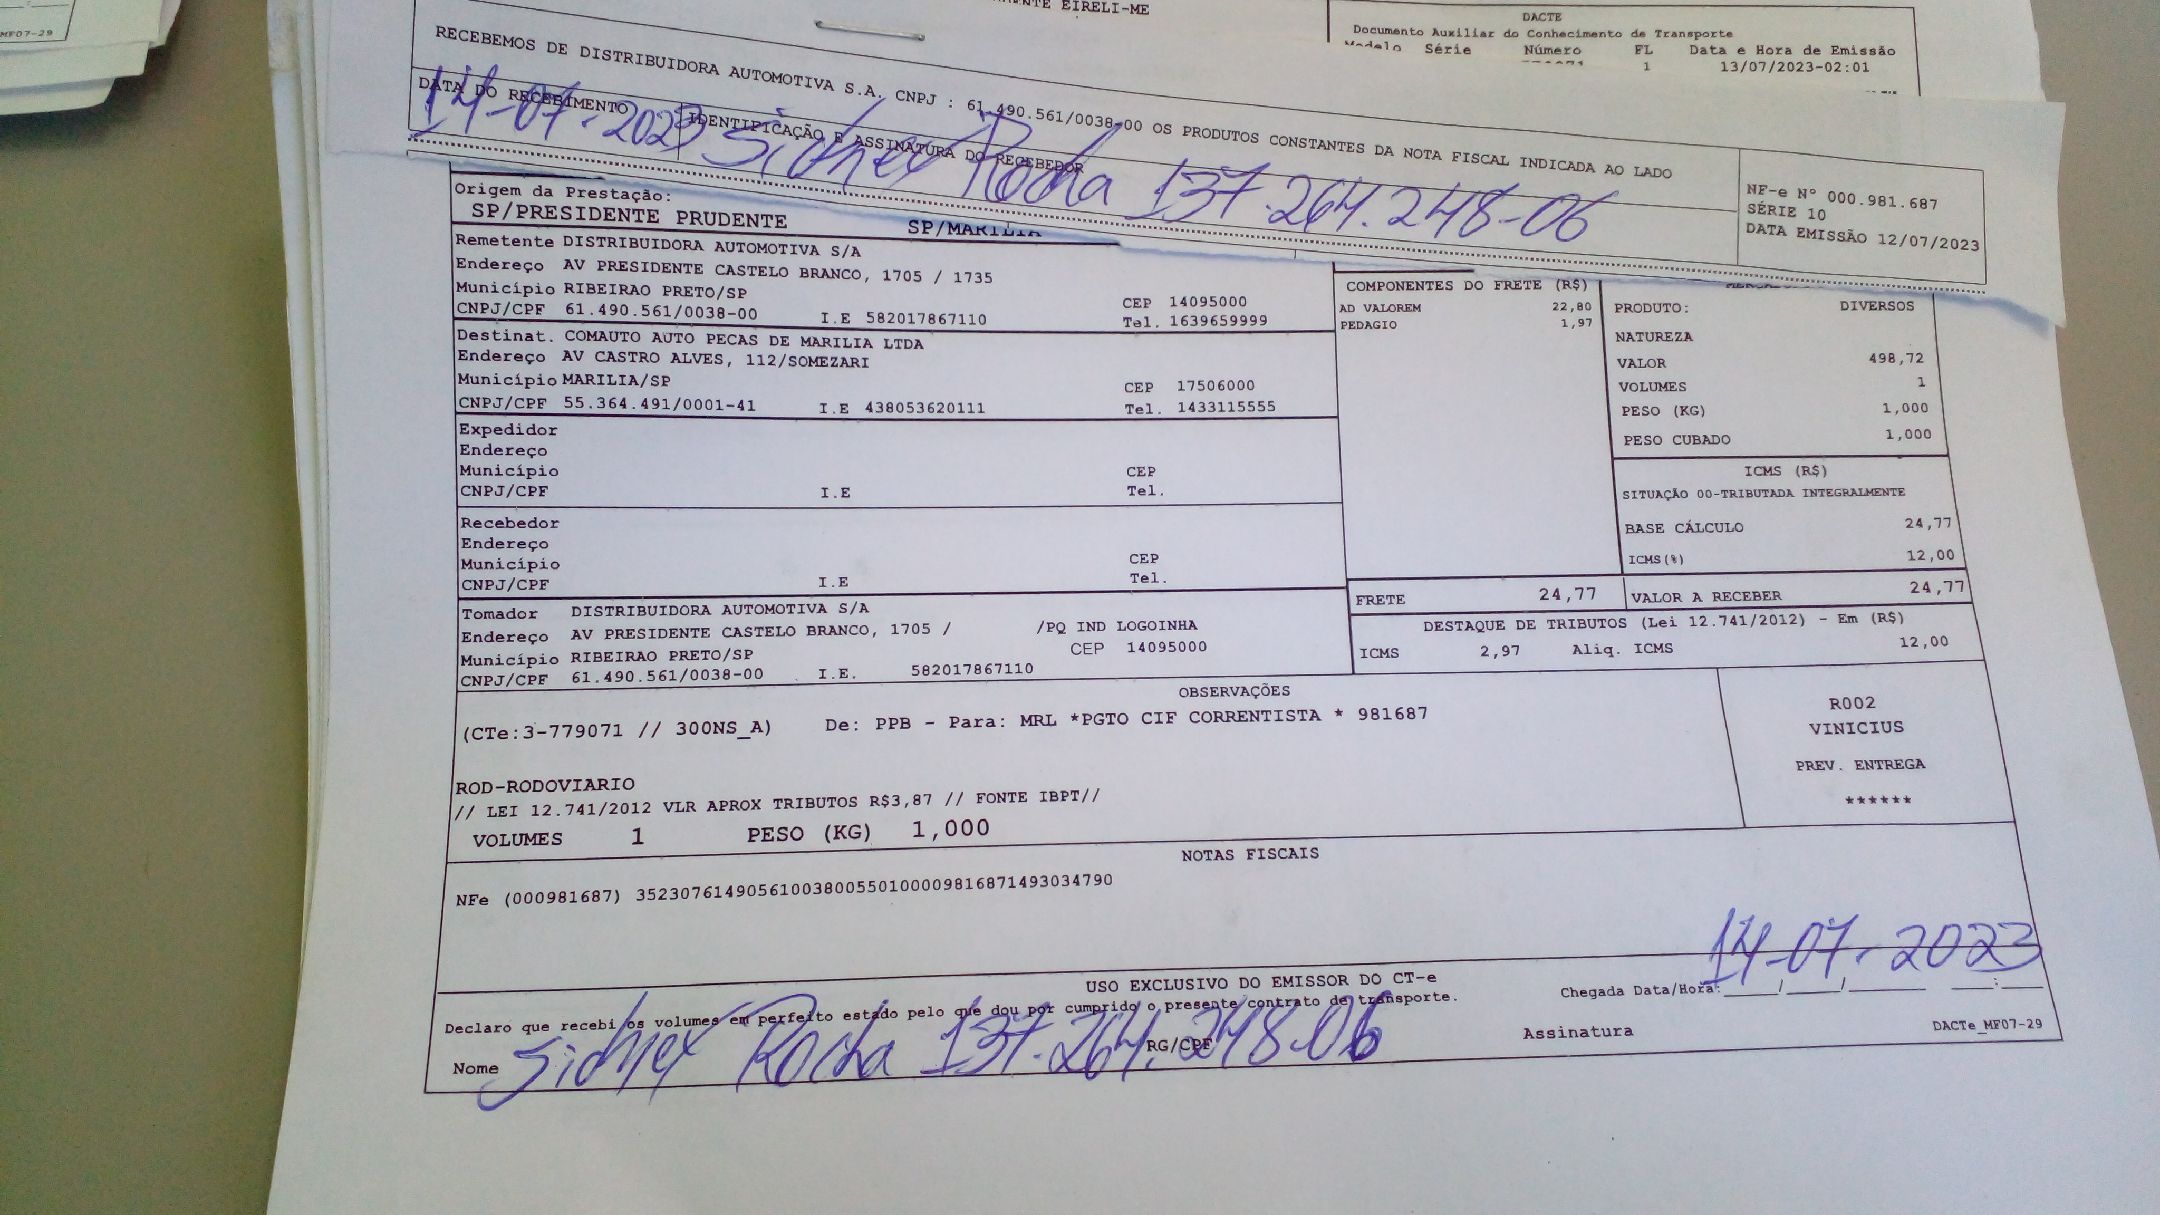 MF07-29
EIRELI-ME
DACTE
Documento Auxiliar do Conhecimento de Transporte
Modelo Série Número FL Data e Hora de Emissão
1 13/07/2023-02:01
RECEBEMOS DE DISTRIBUIDORA AUTOMOTIVA S.A. CNPJ : 61.490.561/0038-00 OS PRODUTOS CONSTANTES DA NOTA FISCAL INDICADA AO LADO
DATA DO RECEBIMENTO
IDENTIFICAÇÃO E ASSINATURA DO RECEBEDOR
14-07-2023 Sidney Rocha 137.264.248-06
NF-e N° 000.981.687
SÉRIE 10
DATA EMISSÃO 12/07/2023
Origem da Prestação:
SP/PRESIDENTE PRUDENTE SP/MARILIA
Remetente DISTRIBUIDORA AUTOMOTIVA S/A
Endereço AV PRESIDENTE CASTELO BRANCO, 1705 / 1735
Município RIBEIRAO PRETO/SP CEP 14095000
CNPJ/CPF 61.490.561/0038-00 I.E 582017867110 Tel. 1639659999
Destinat. COMAUTO AUTO PECAS DE MARILIA LTDA
Endereço AV CASTRO ALVES, 112/SOMEZARI
Município MARILIA/SP CEP 17506000
CNPJ/CPF 55.364.491/0001-41 I.E 438053620111 Tel. 1433115555
Expedidor
Endereço
Município CEP
CNPJ/CPF I.E Tel.
Recebedor
Endereço
Município CEP
CNPJ/CPF I.E Tel.
Tomador DISTRIBUIDORA AUTOMOTIVA S/A
Endereço AV PRESIDENTE CASTELO BRANCO, 1705 / /PQ IND LOGOINHA
Município RIBEIRAO PRETO/SP CEP 14095000
CNPJ/CPF 61.490.561/0038-00 I.E. 582017867110
COMPONENTES DO FRETE (R$)
AD VALOREM 22,80
PEDAGIO 1,97
PRODUTO: DIVERSOS
NATUREZA
VALOR 498,72
VOLUMES 1
PESO (KG) 1,000
PESO CUBADO 1,000
ICMS (R$)
SITUAÇÃO 00-TRIBUTADA INTEGRALMENTE
BASE CÁLCULO 24,77
ICMS(%) 12,00
FRETE 24,77 VALOR A RECEBER 24,77
DESTAQUE DE TRIBUTOS (Lei 12.741/2012) - Em (R$)
ICMS 2,97 Aliq. ICMS 12,00
OBSERVAÇÕES
(CTe:3-779071 // 300NS_A) De: PPB - Para: MRL *PGTO CIF CORRENTISTA * 981687
ROD-RODOVIARIO
// LEI 12.741/2012 VLR APROX TRIBUTOS R$3,87 // FONTE IBPT//
VOLUMES 1 PESO (KG) 1,000
R002
VINICIUS
PREV. ENTREGA
******
NOTAS FISCAIS
NFe (000981687) 35230761490561003800550100009816871493034790
USO EXCLUSIVO DO EMISSOR DO CT-e
Declaro que recebi os volumes em perfeito estado pelo que dou por cumprido o presente contrato de transporte.
14-07-2023
Chegada Data/Hora:____/____/______ ___:___
Nome Sidney Rocha 137.264.248.06
RG/CPF
Assinatura
DACTe_MF07-29